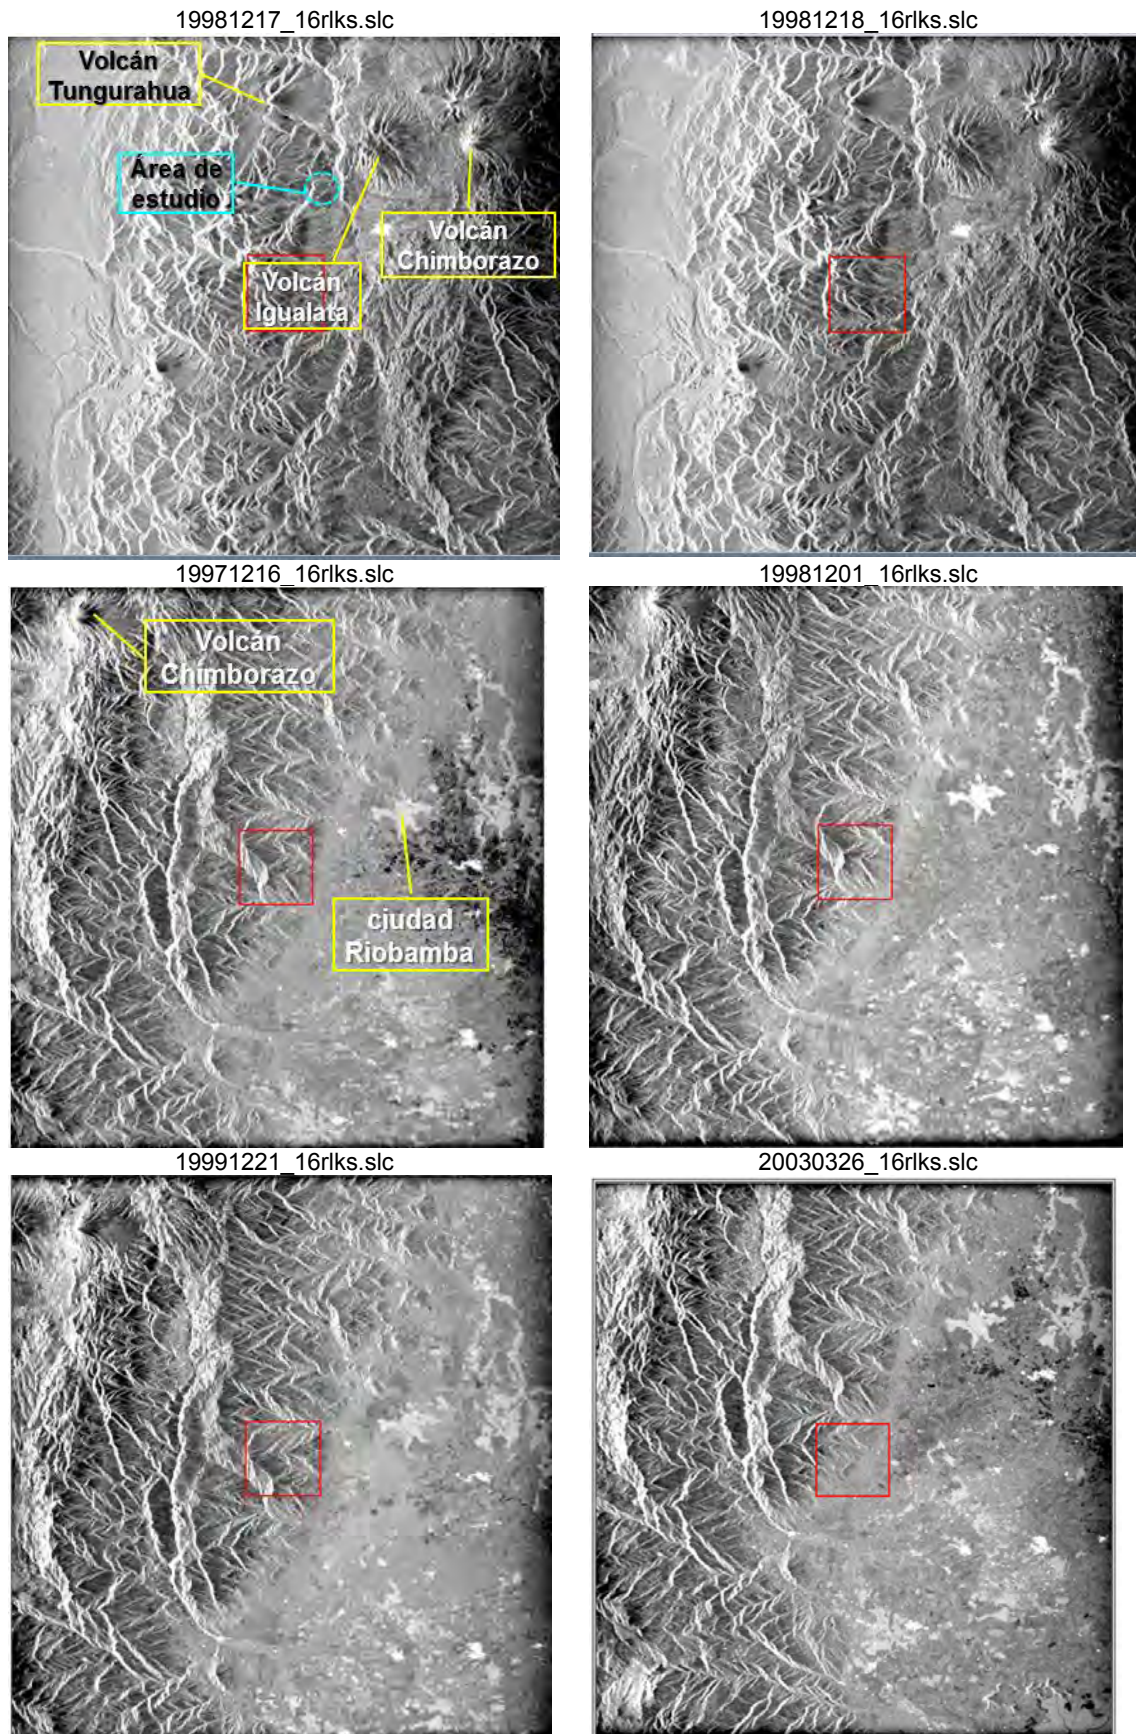 19981217_16rlks.slc
19981218_16rlks.slc
Volcán
Tungurahua
Área de
estudio
Volcán
Chimborazo
Volcán
Igualata
19971216_16rlks.slc
19981201_16rlks.slc
Volcán
Chimborazo
ciudad
Riobamba
19991221_16rlks.slc
20030326_16rlks.slc